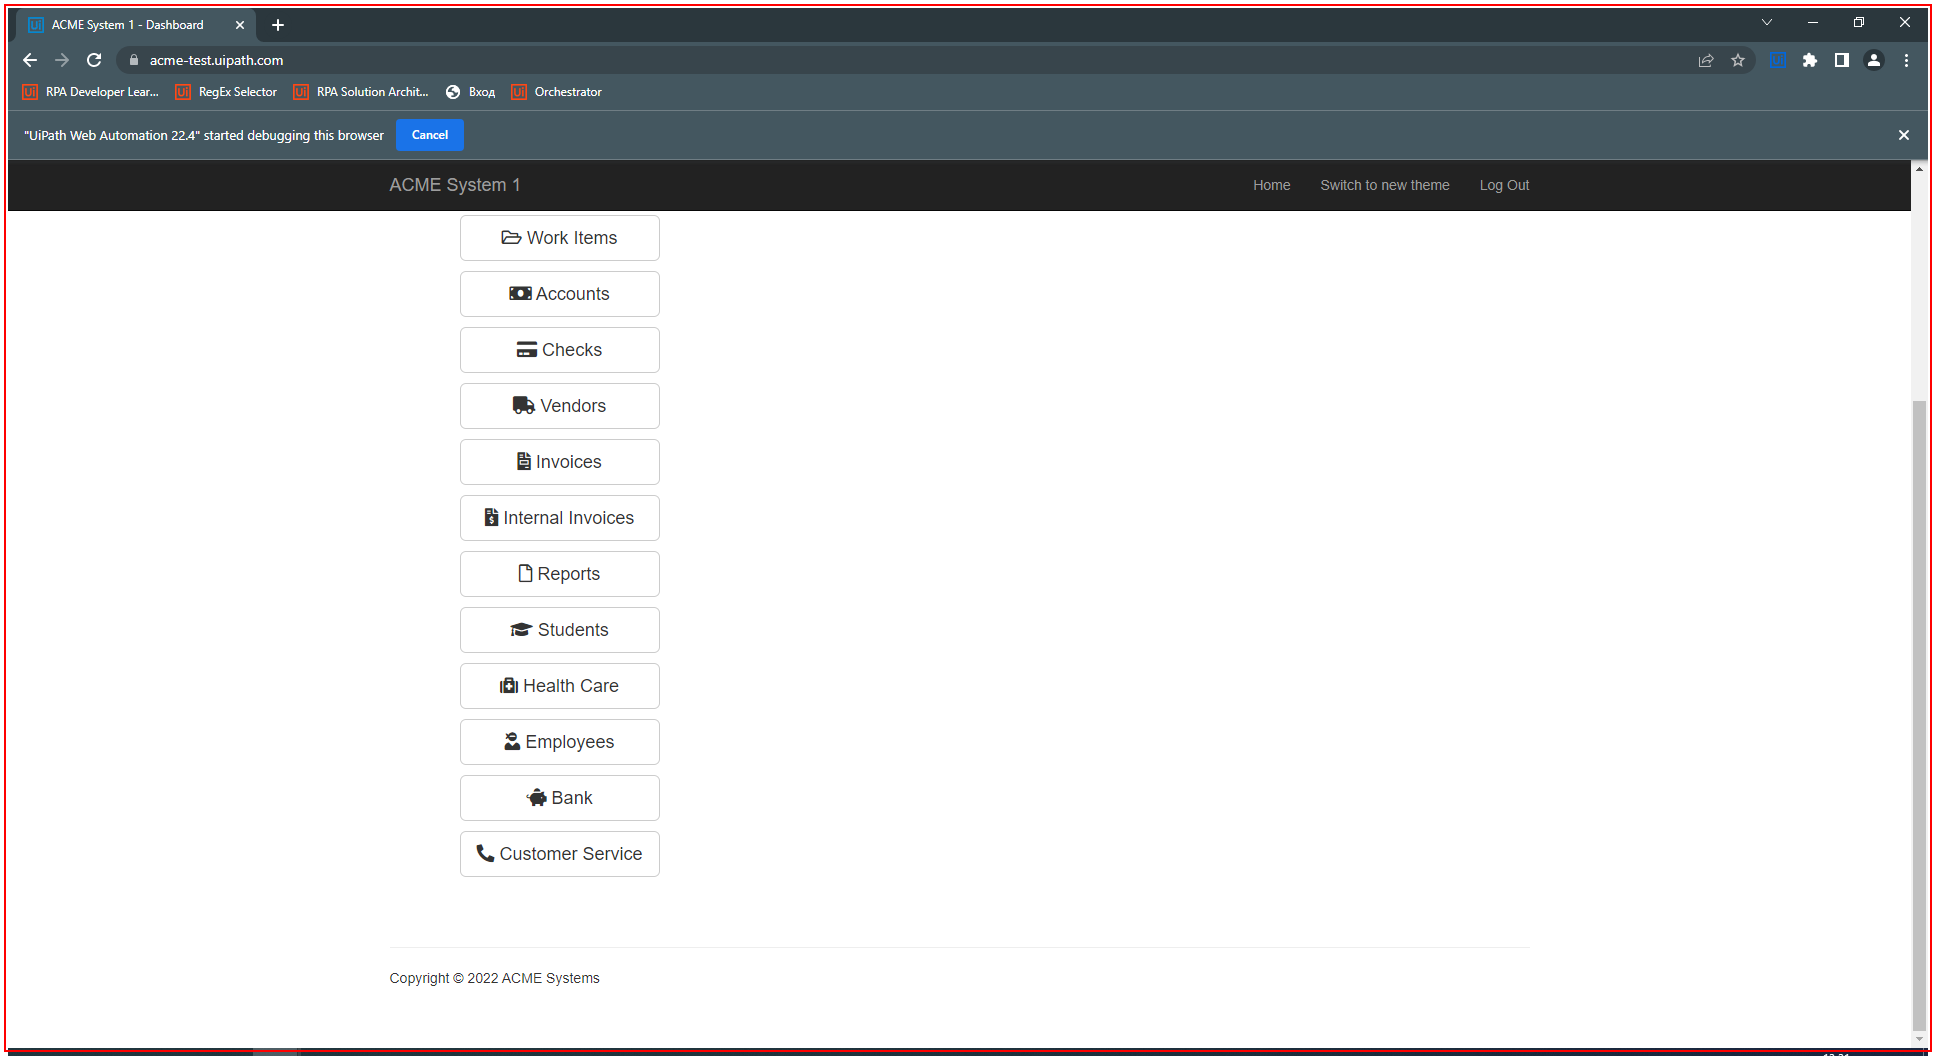 ACME System 1 - Dashboard
acme-test.uipath.com
RPA Developer Lear... RegEx Selector RPA Solution Archit... Вход Orchestrator
"UiPath Web Automation 22.4" started debugging this browser Cancel
ACME System 1 Home Switch to new theme Log Out
Work Items
Accounts
Checks
Vendors
Invoices
Internal Invoices
Reports
Students
Health Care
Employees
Bank
Customer Service
Copyright © 2022 ACME Systems